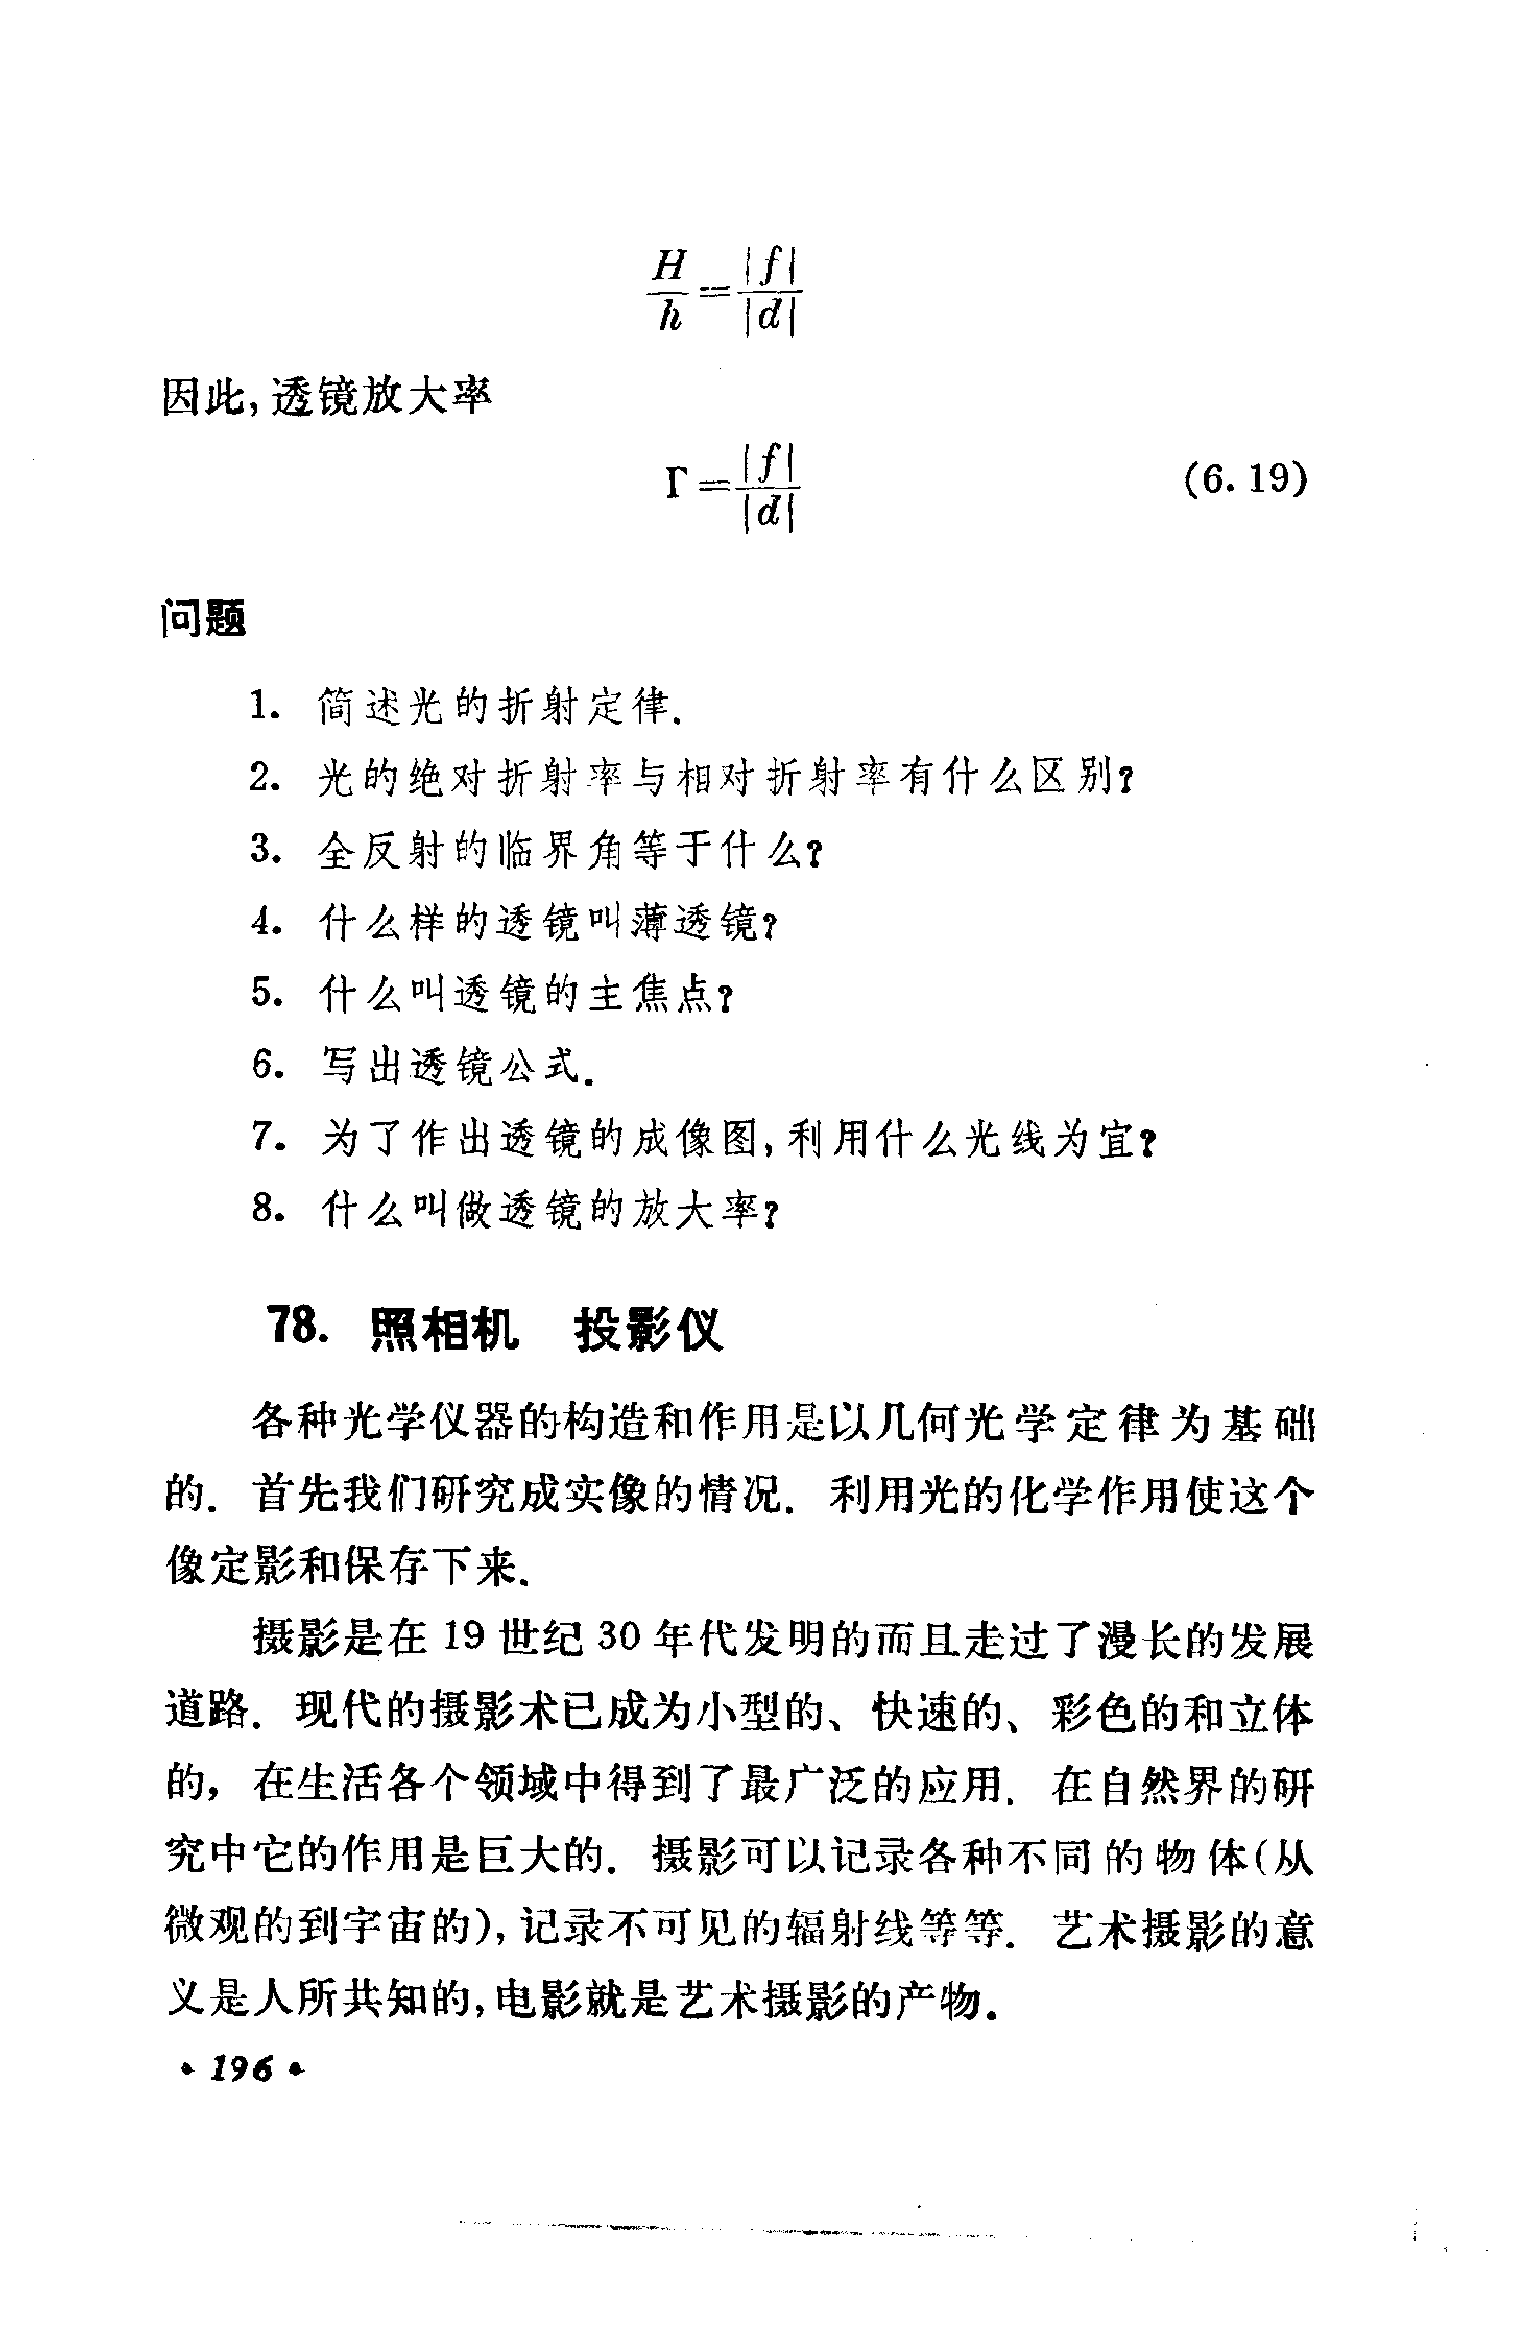 H/h=|f|/|d|
因此,透镜放大率
Γ=|f|/|d| (6.19)
问题
1. 简述光的折射定律.
2. 光的绝对折射率与相对折射率有什么区别?
3. 全反射的临界角等于什么?
4. 什么样的透镜叫薄透镜?
5. 什么叫透镜的主焦点?
6. 写出透镜公式.
7. 为了作出透镜的成像图,利用什么光线为宜?
8. 什么叫做透镜的放大率?
78. 照相机 投影仪
各种光学仪器的构造和作用是以几何光学定律为基础
的. 首先我们研究成实像的情况. 利用光的化学作用使这个
像定影和保存下来.
摄影是在 19 世纪 30 年代发明的而且走过了漫长的发展
道路. 现代的摄影术已成为小型的、快速的、彩色的和立体
的, 在生活各个领域中得到了最广泛的应用. 在自然界的研
究中它的作用是巨大的. 摄影可以记录各种不同的物体(从
微观的到宇宙的),记录不可见的辐射线等等. 艺术摄影的意
义是人所共知的,电影就是艺术摄影的产物.
• 196 •